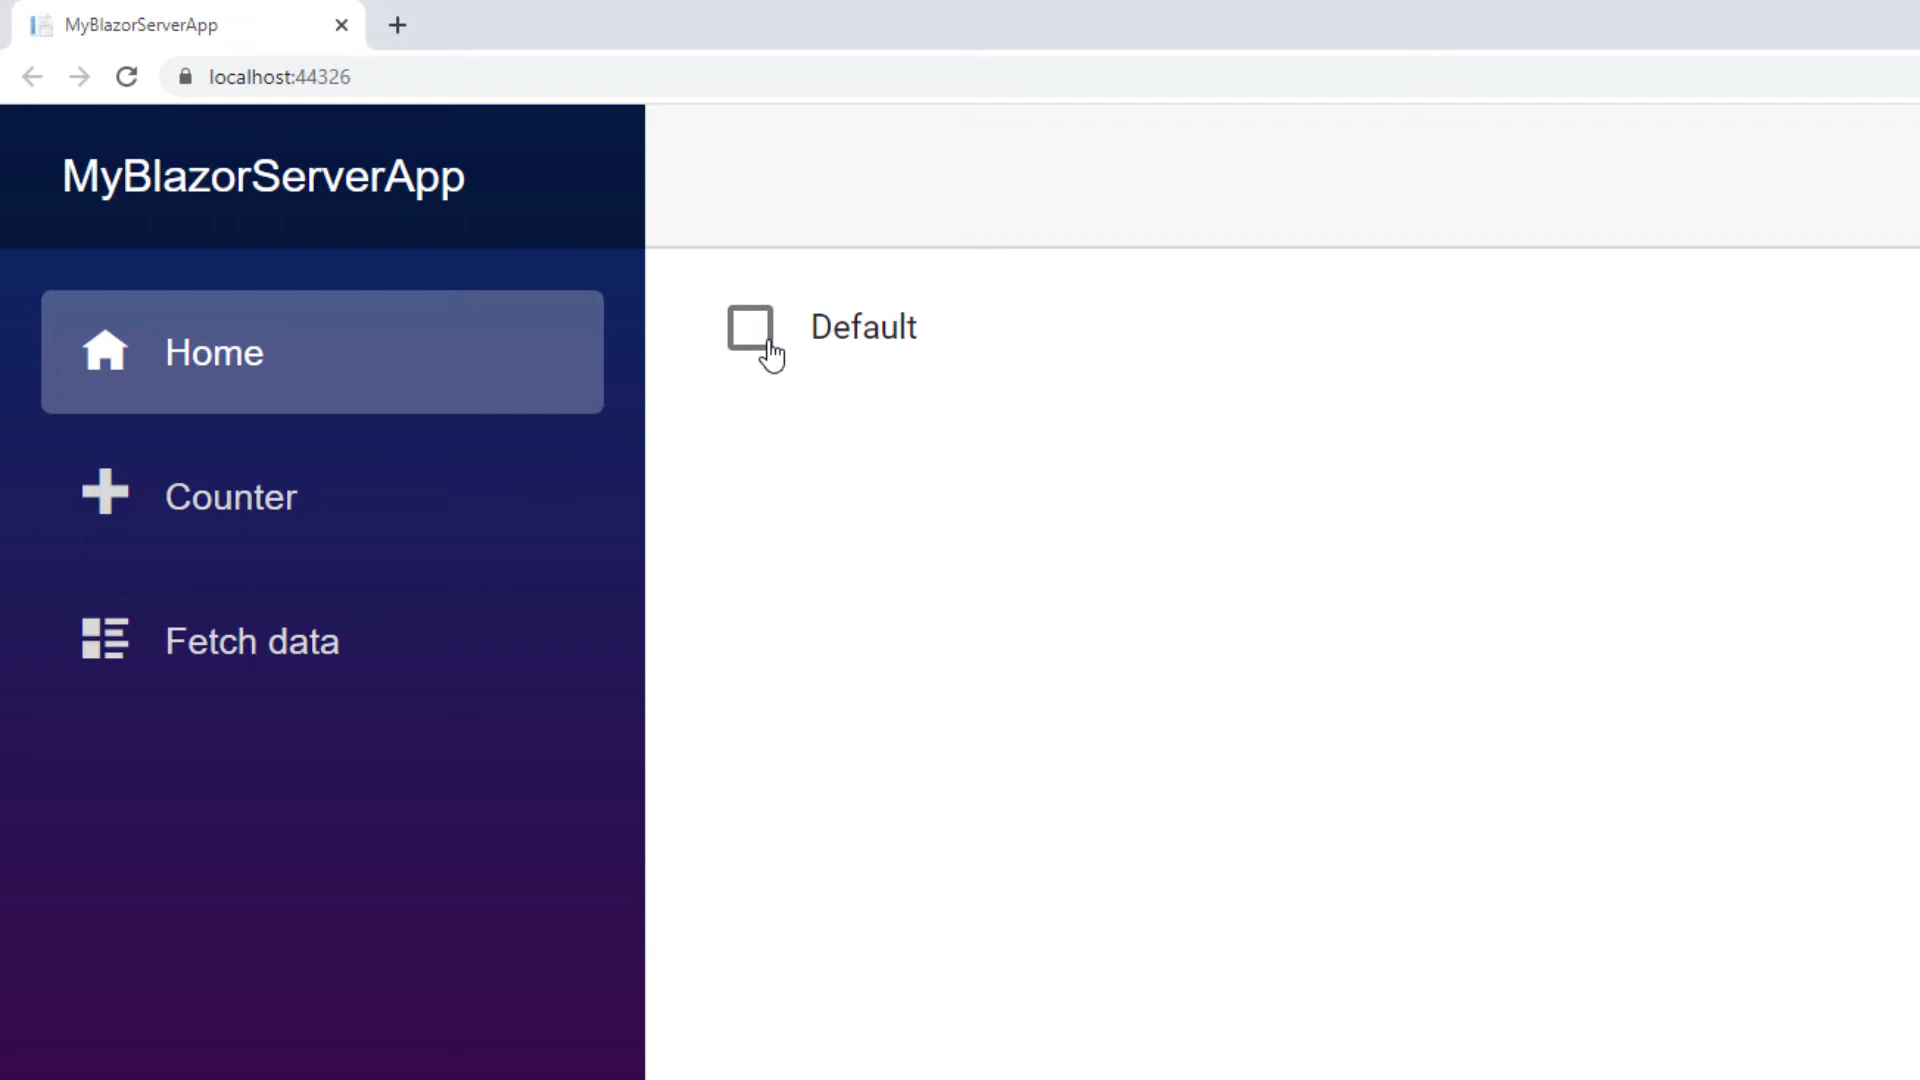 MyBlazorServerApp
localhost:44326
MyBlazorServerApp
Home
Default
Counter
Fetch data